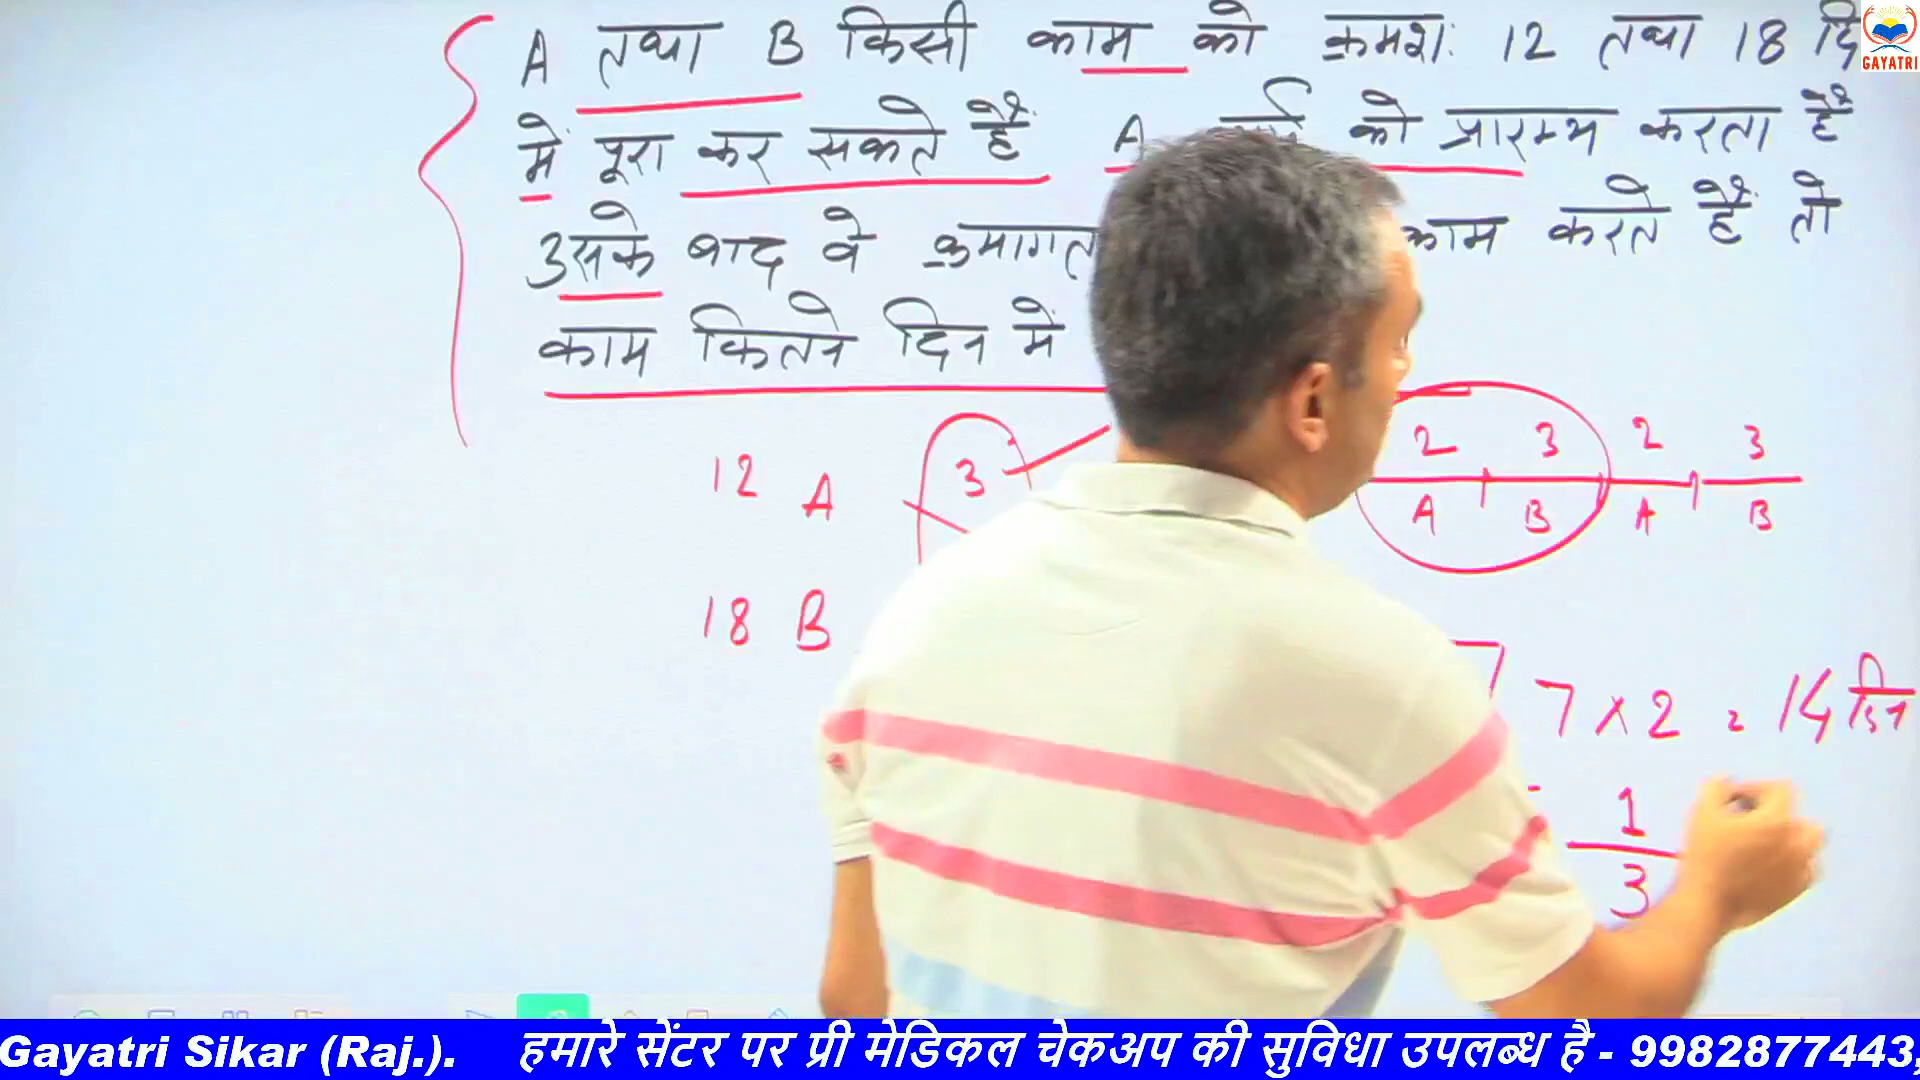 A तथा B किसी काम को क्रमशः 12 तथा 18 दि
में पूरा कर सकते हैं A को प्रारम्भ करता है
उसके बाद वे क्रमागत काम करते हैं तो
काम कितने दिन में
12 A 3
18 B
2 3 2 3
A B A B
7
7 × 2 = 14 दिन
1
3
GAYATRI
Gayatri Sikar (Raj.). हमारे सेंटर पर प्री मेडिकल चेकअप की सुविधा उपलब्ध है - 9982877443,